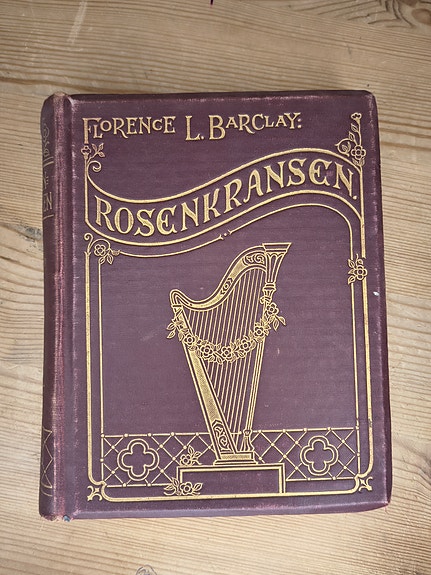 FLORENCE L. BARCLAY:
ROSENKRANSEN.